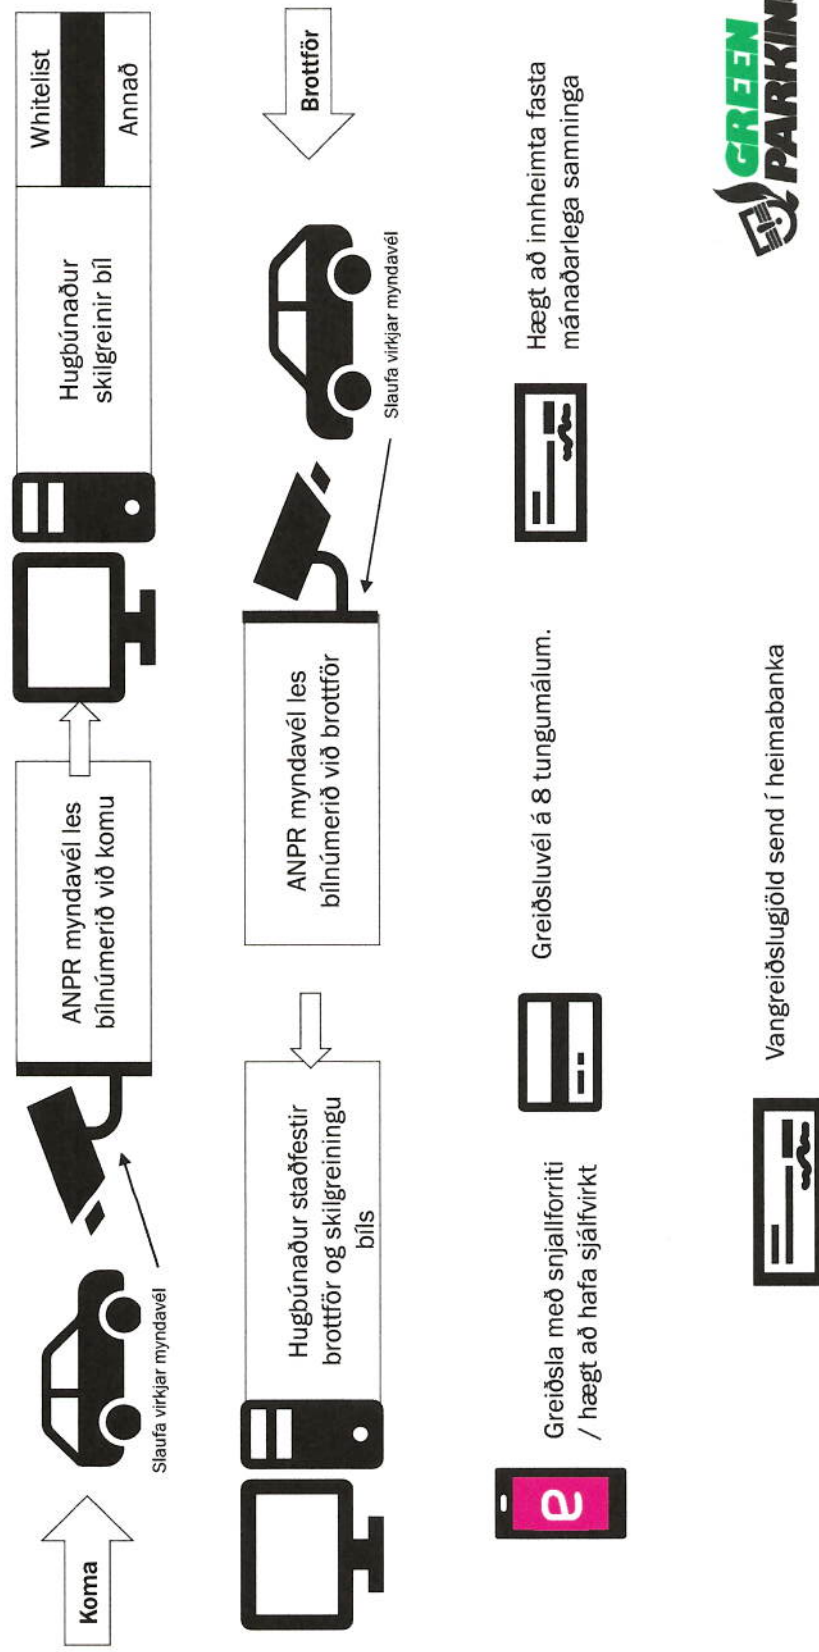 Koma
Slaufa virkjar myndavél
ANPR myndavél les
bílnúmerið við komu
Hugbúnaður
skilgreinir bíl
Whitelist
Annað
Brottför
Slaufa virkjar myndavél
ANPR myndavél les
bílnúmerið við brottför
Hugbúnaður staðfestir
brottför og skilgreiningu
bíls
a
Greiðsla með snjallforriti
/ hægt að hafa sjálfvirkt
Greiðsluvél á 8 tungumálum.
Hægt að innheimta fasta
mánaðarlega samninga
Vangreiðslugjöld send í heimabanka
GREEN
PARKIN